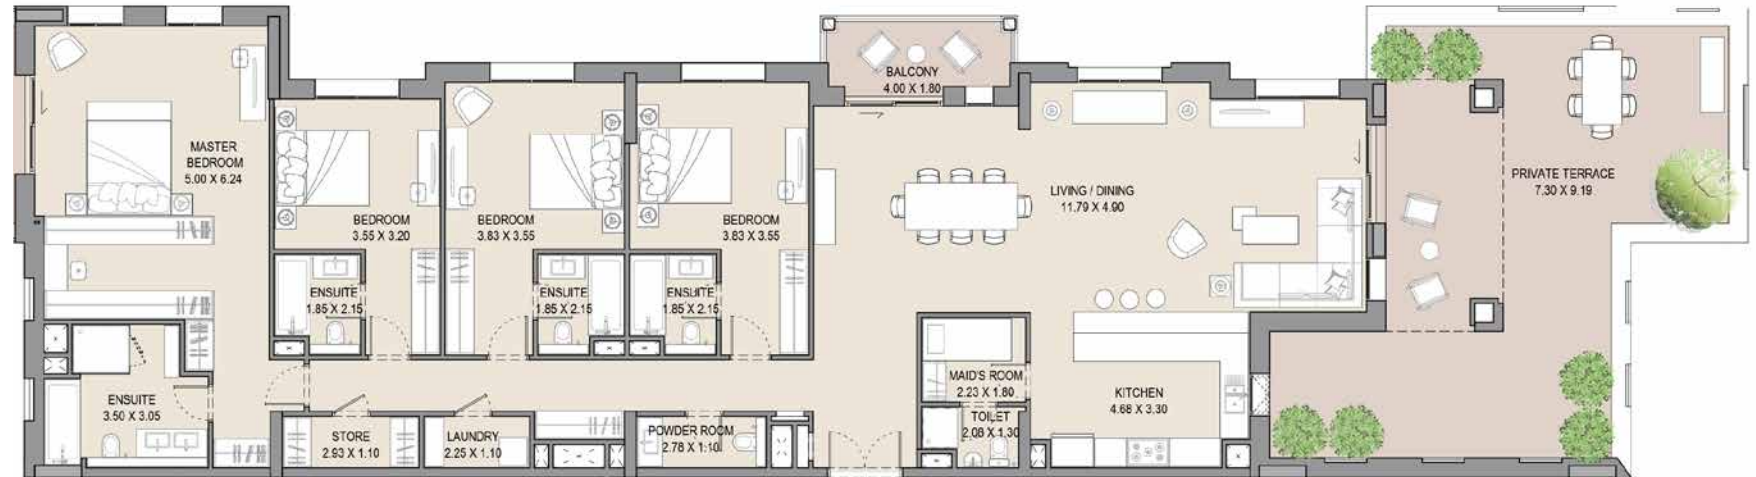 BALCONY
4.00 X 1.80
MASTER
BEDROOM
5.00 X 6.24
PRIVATE TERRACE
7.30 X 9.19
LIVING / DINING
11.79 X 4.90
BEDROOM
3.55 X 3.20
BEDROOM
3.83 X 3.55
BEDROOM
3.83 X 3.55
ENSUITE
1.85 X 2.15
ENSUITE
1.85 X 2.15
ENSUITE
1.85 X 2.15
MAID'S ROOM
2.23 X 1.80
KITCHEN
4.68 X 3.30
ENSUITE
3.50 X 3.05
TOILET
2.08 X 1.30
STORE
2.93 X 1.10
LAUNDRY
2.25 X 1.10
POWDER ROOM
2.78 X 1.10